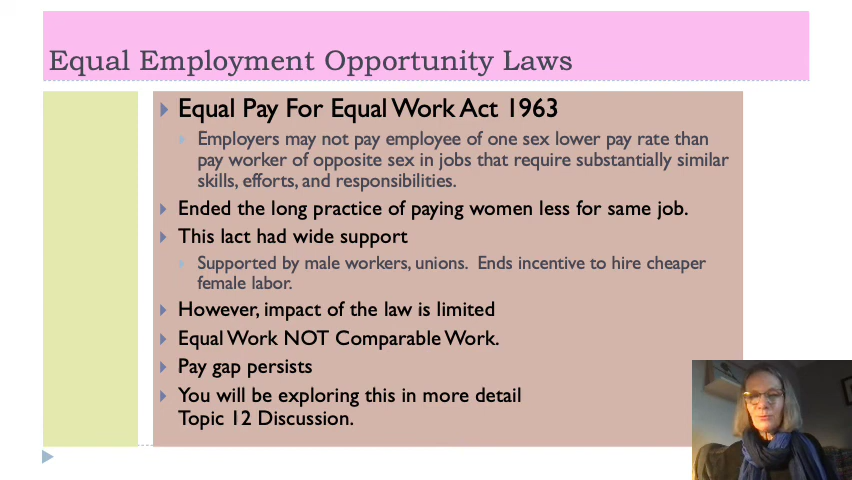 Equal Employment Opportunity Laws
Equal Pay For Equal Work Act 1963
Employers may not pay employee of one sex lower pay rate than
pay worker of opposite sex in jobs that require substantially similar
skills, efforts, and responsibilities.
Ended the long practice of paying women less for same job.
This lact had wide support
Supported by male workers, unions. Ends incentive to hire cheaper
female labor.
However, impact of the law is limited
Equal Work NOT Comparable Work.
Pay gap persists
You will be exploring this in more detail
Topic 12 Discussion.